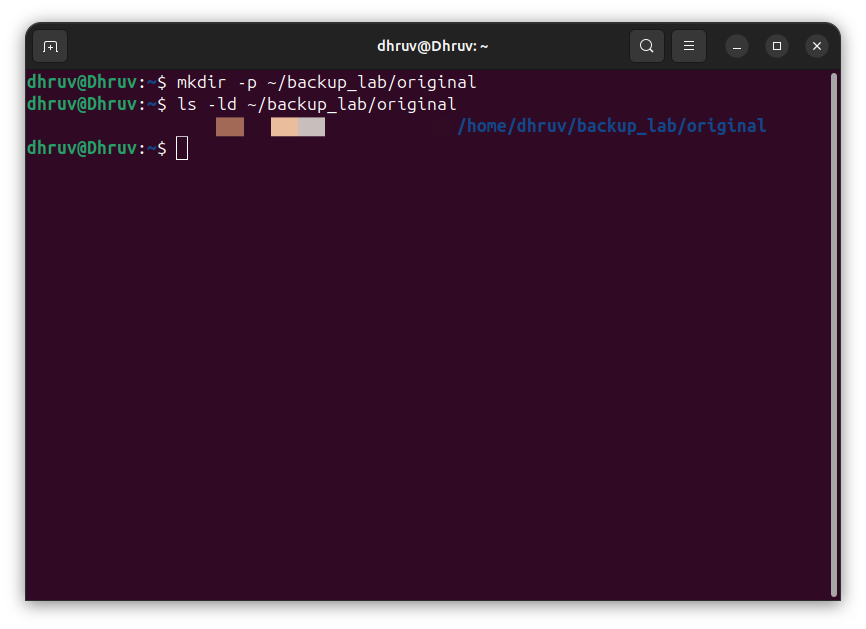 dhruv@Dhruv: ~
dhruv@Dhruv:~$ mkdir -p ~/backup_lab/original
dhruv@Dhruv:~$ ls -ld ~/backup_lab/original
/home/dhruv/backup_lab/original
dhruv@Dhruv:~$